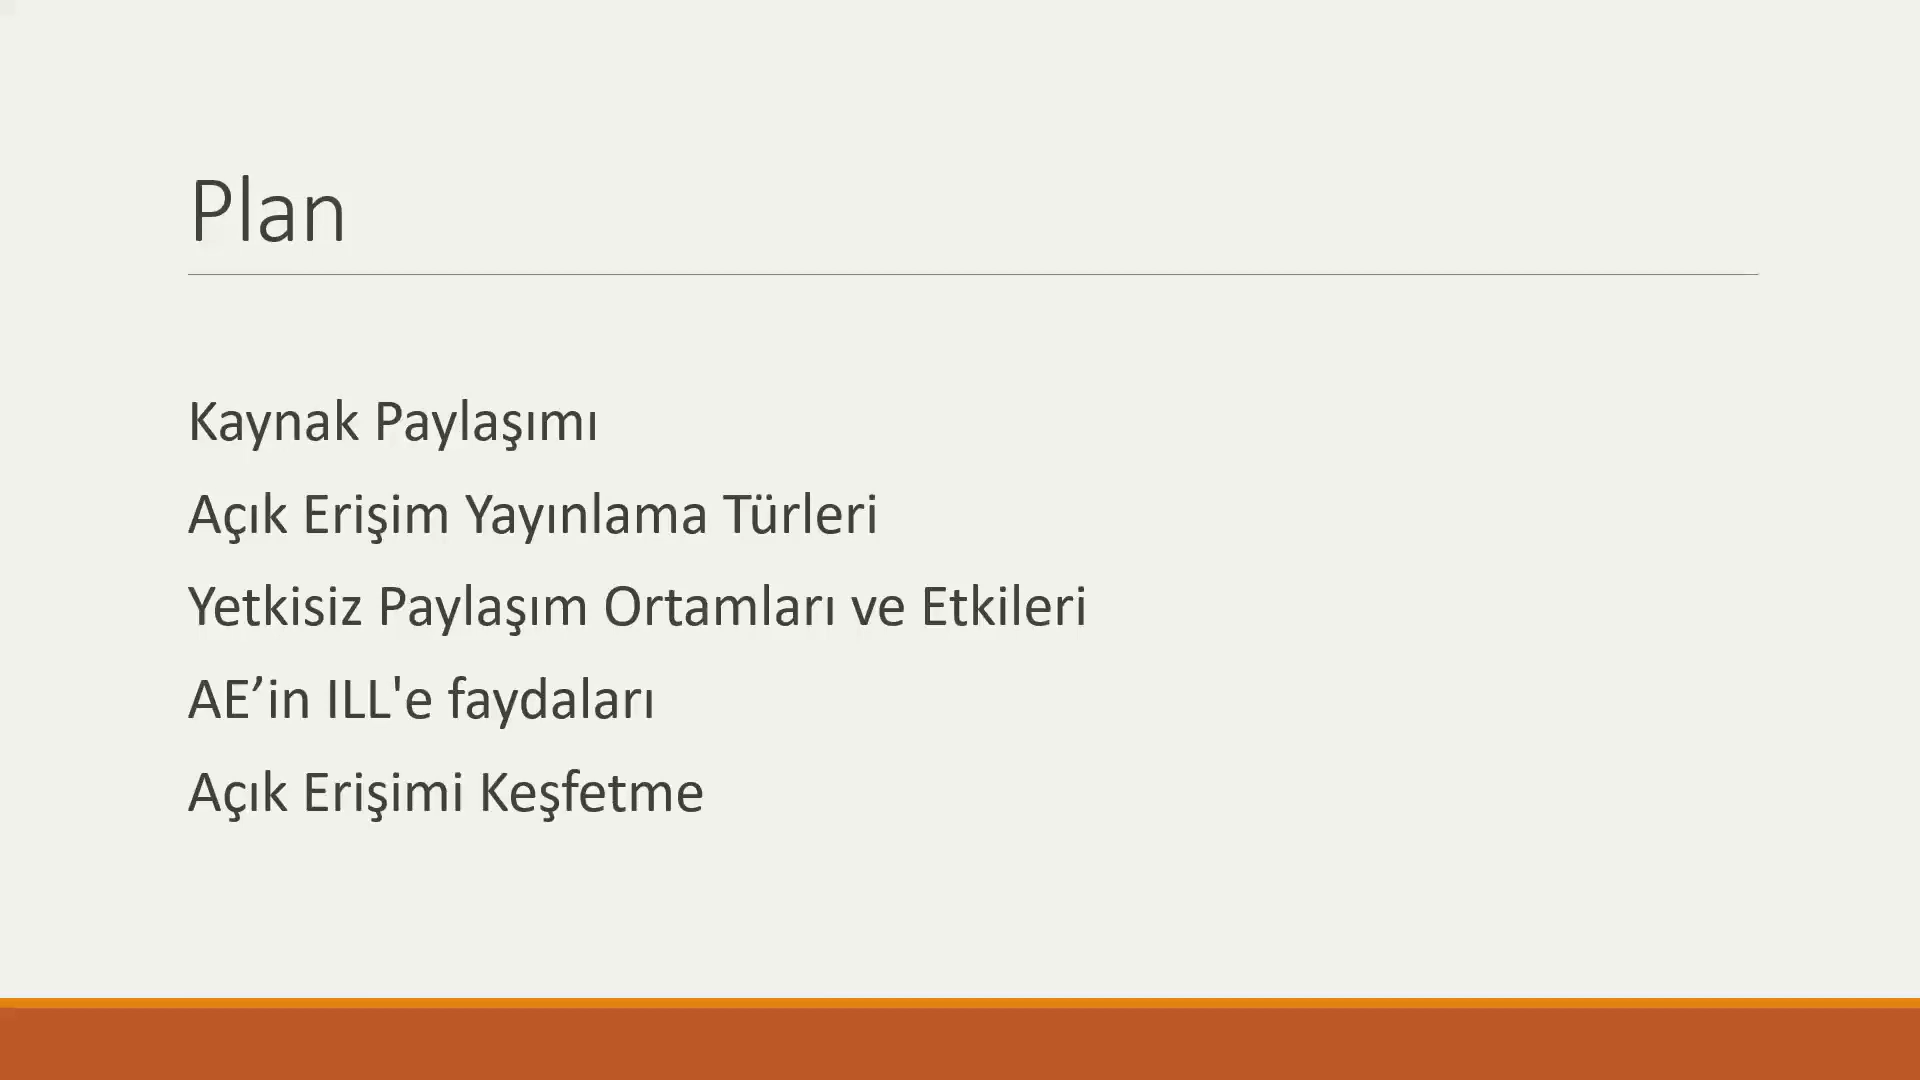 Plan
Kaynak Paylaşımı
Açık Erişim Yayınlama Türleri
Yetkisiz Paylaşım Ortamları ve Etkileri
AE’in ILL'e faydaları
Açık Erişimi Keşfetme